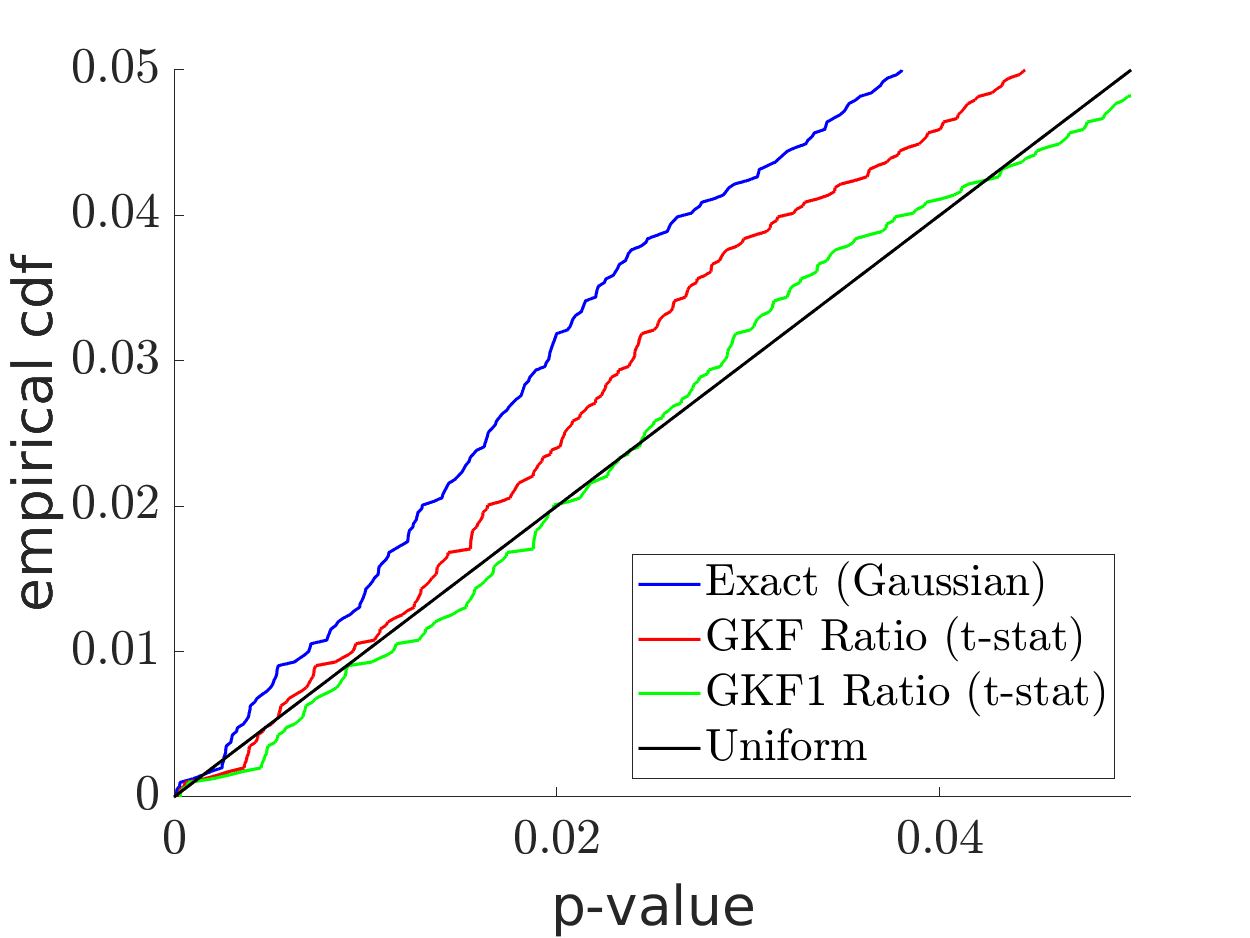 0.05
0.04
0.03
0.02
0.01
0
0
0.02
0.04
empirical cdf
p-value
Exact (Gaussian)
GKF Ratio (t-stat)
GKF1 Ratio (t-stat)
Uniform